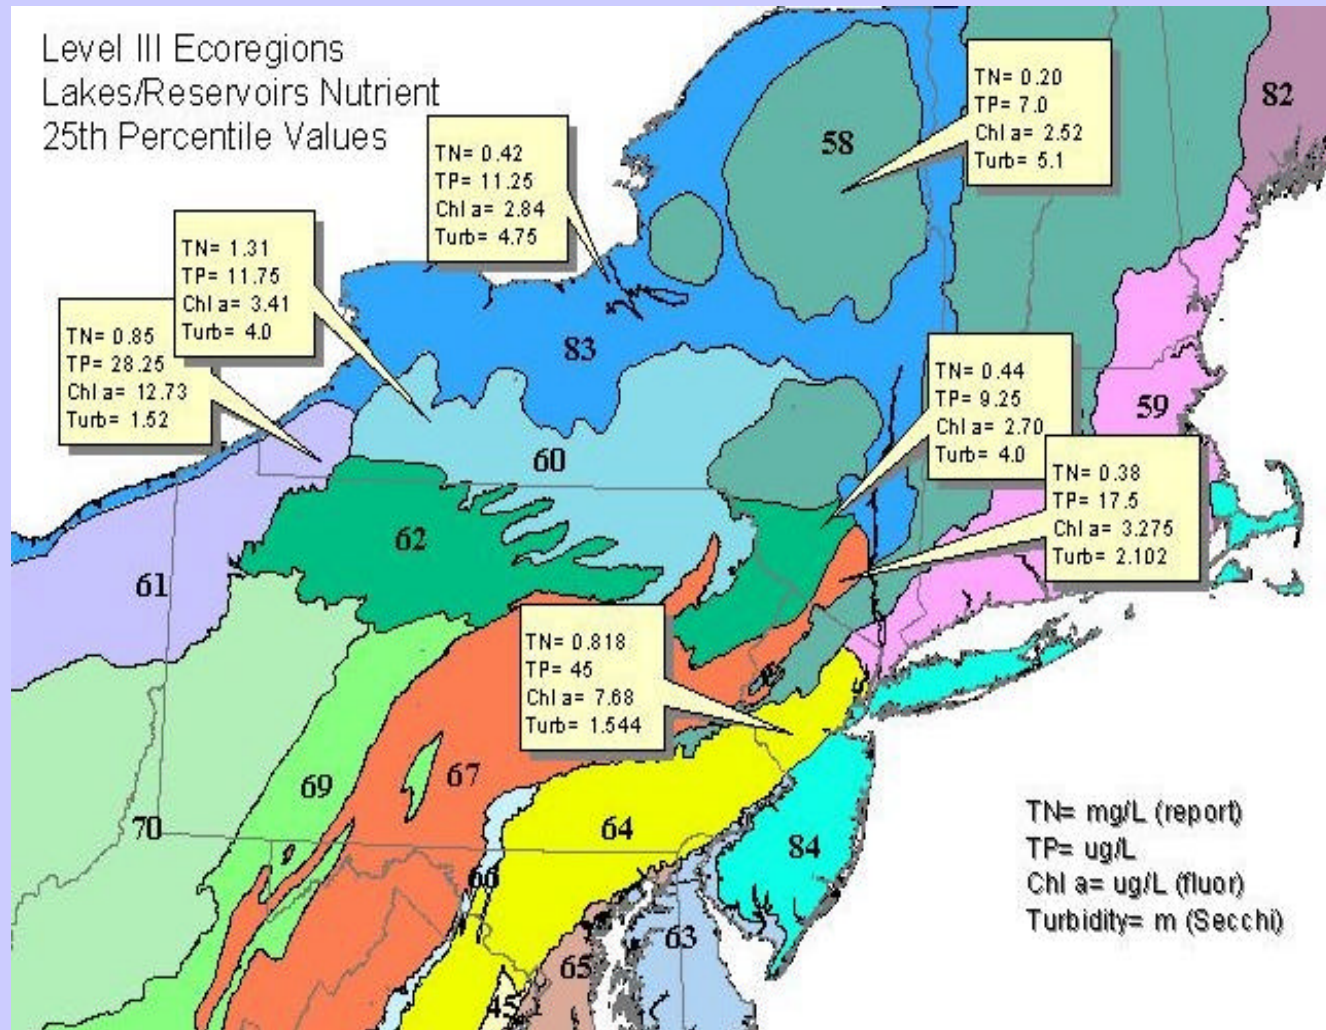 Level III Ecoregions
Lakes/Reservoirs Nutrient
25th Percentile Values
TN= 0.20
TP= 7.0
Chl a= 2.52
Turb= 5.1
TN= 0.42
TP= 11.25
Chl a= 2.84
Turb= 4.75
TN= 1.31
TP= 11.75
Chl a= 3.41
Turb= 4.0
TN= 0.85
TP= 28.25
Chl a= 12.73
Turb= 1.52
TN= 0.44
TP= 9.25
Chl a= 2.70
Turb= 4.0
TN= 0.38
TP= 17.5
Chl a= 3.275
Turb= 2.102
TN= 0.818
TP= 45
Chl a= 7.68
Turb= 1.544
82
58
83
59
60
62
61
69
67
70
64
84
66
63
65
45
TN= mg/L (report)
TP= ug/L
Chl a= ug/L (fluor)
Turbidity= m (Secchi)